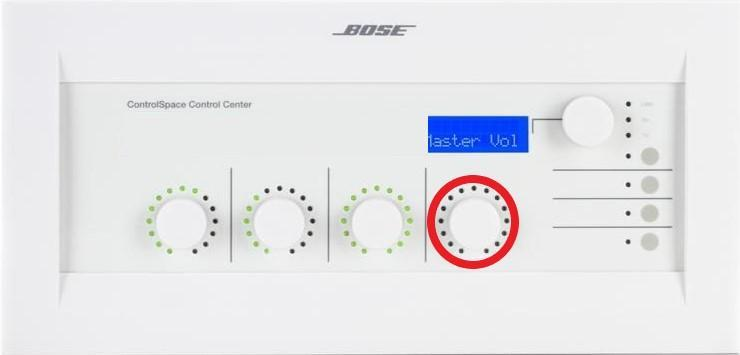 BOSE
ControlSpace Control Center
Master Vol